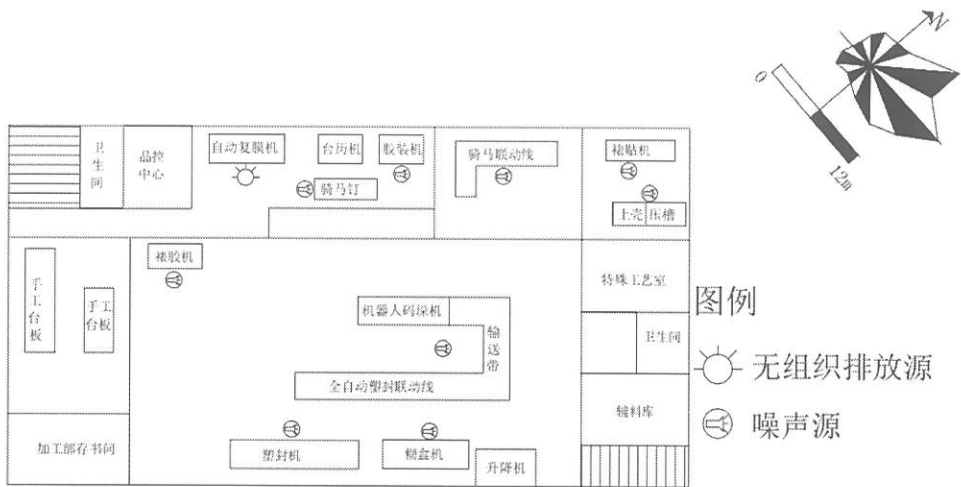 N
0
12m
卫生间
品控
中心
自动复膜机
台历机
胶装机
骑马钉
骑马联动线
裱贴机
上壳
压槽
手工台板
手工
台板
裱胶机
机器人码垛机
输送带
全自动塑封联动线
特殊工艺室
卫生间
辅料库
加工部存书间
塑封机
糊盒机
升降机
图例
无组织排放源
噪声源